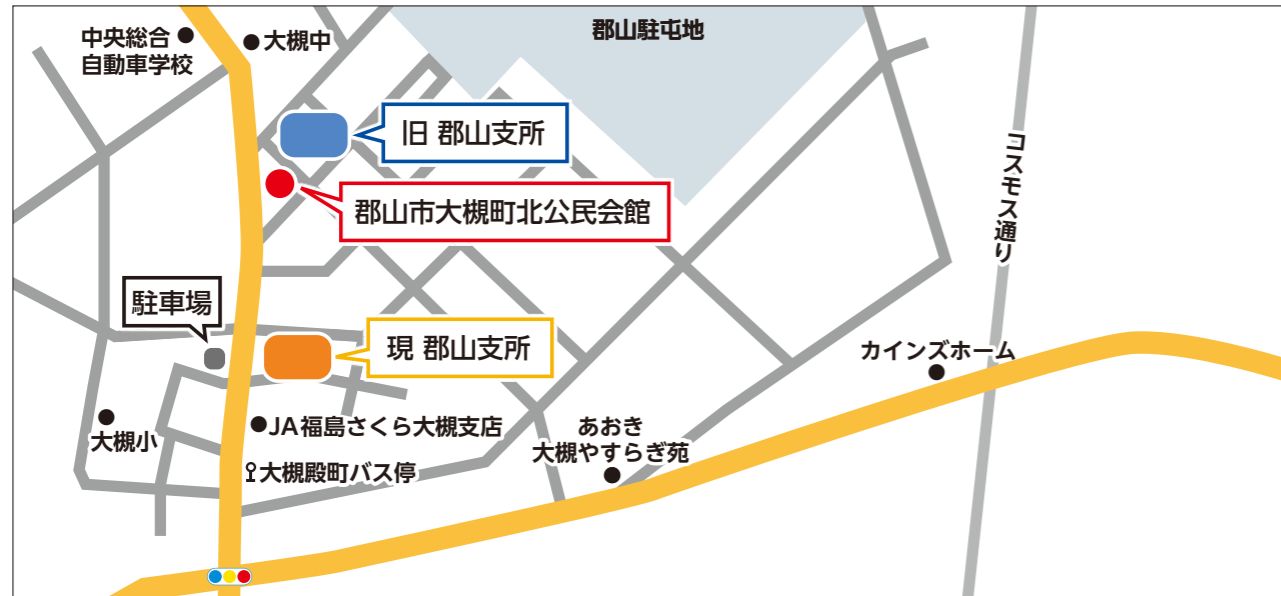 郡山駐屯地
中央総合
自動車学校
大槻中
旧 郡山支所
郡山市大槻町北公民会館
コスモス通り
駐車場
現 郡山支所
カインズホーム
大槻小
JA福島さくら大槻支店
あおき
大槻やすらぎ苑
大槻殿町バス停